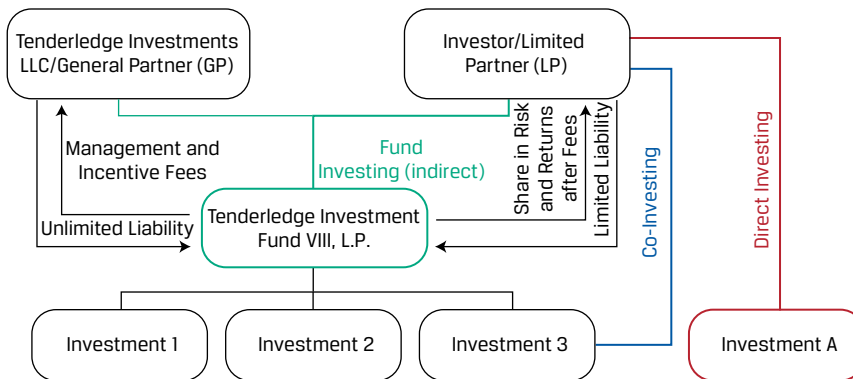 Tenderledge Investments
LLC/General Partner (GP)
Investor/Limited
Partner (LP)
Management and
Incentive Fees
Fund
Investing (indirect)
Share in Risk
and Returns
after Fees
Limited Liability
Co-Investing
Direct Investing
Unlimited Liability
Tenderledge Investment
Fund VIII, L.P.
Investment 1
Investment 2
Investment 3
Investment A